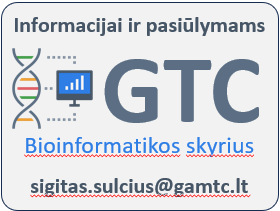 Informacijai ir pasiūlymams
GTC
Bioinformatikos skyrius
sigitas.sulcius@gamtc.lt